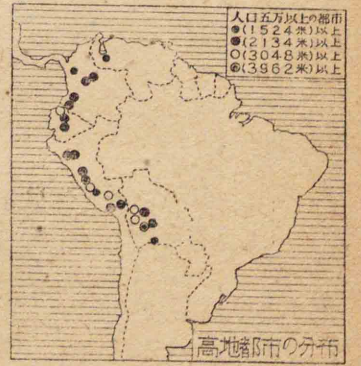 人口五万以上の都市
(1524米)以上
(2134米)以上
(3048米)以上
(3962米)以上
高地都市の分布